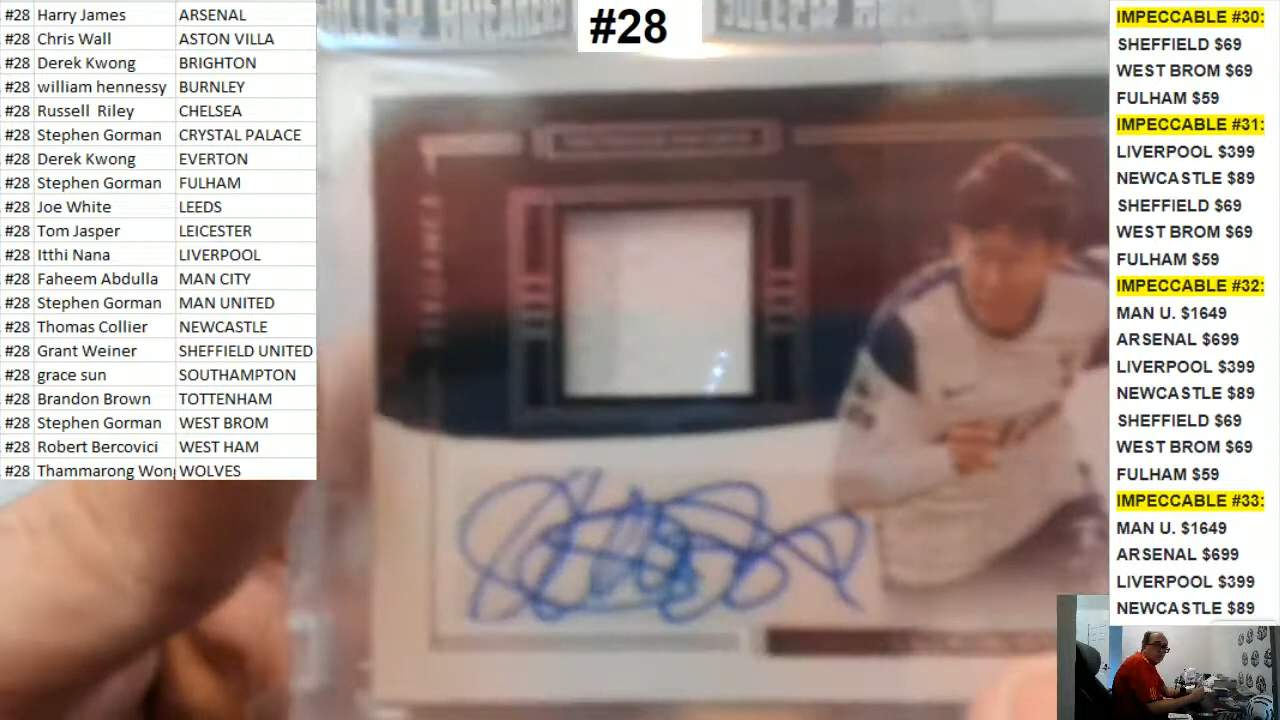 #28 Harry James ARSENAL
#28 Chris Wall ASTON VILLA
#28 Derek Kwong BRIGHTON
#28 william hennessy BURNLEY
#28 Russell Riley CHELSEA
#28 Stephen Gorman CRYSTAL PALACE
#28 Derek Kwong EVERTON
#28 Stephen Gorman FULHAM
#28 Joe White LEEDS
#28 Tom Jasper LEICESTER
#28 Itthi Nana LIVERPOOL
#28 Faheem Abdulla MAN CITY
#28 Stephen Gorman MAN UNITED
#28 Thomas Collier NEWCASTLE
#28 Grant Weiner SHEFFIELD UNITED
#28 grace sun SOUTHAMPTON
#28 Brandon Brown TOTTENHAM
#28 Stephen Gorman WEST BROM
#28 Robert Bercovici WEST HAM
#28 Thammarong Wong WOLVES
#28
ELEGANCE
IMPECCABLE #30:
SHEFFIELD $69
WEST BROM $69
FULHAM $59
IMPECCABLE #31:
LIVERPOOL $399
NEWCASTLE $89
SHEFFIELD $69
WEST BROM $69
FULHAM $59
IMPECCABLE #32:
MAN U. $1649
ARSENAL $699
LIVERPOOL $399
NEWCASTLE $89
SHEFFIELD $69
WEST BROM $69
FULHAM $59
IMPECCABLE #33:
MAN U. $1649
ARSENAL $699
LIVERPOOL $399
NEWCASTLE $89